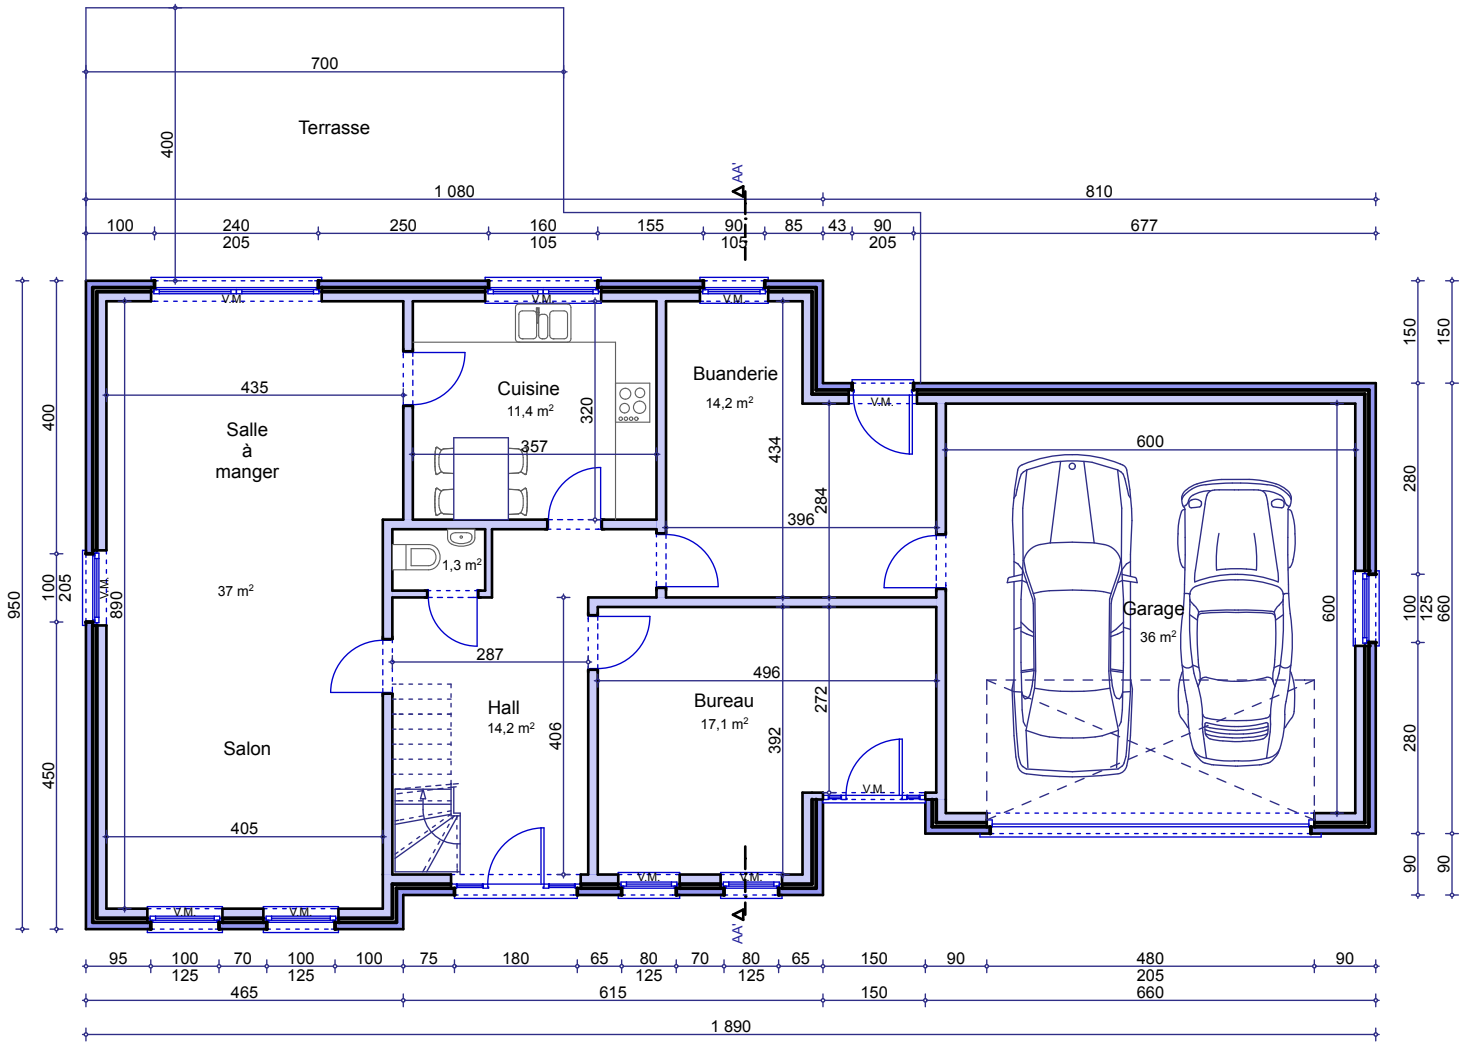 700
Terrasse
400
AA'
1 080
810
100
240
205
250
160
105
155
90
105
85
43
90
205
677
V.M.
V.M.
V.M.
150
150
Cuisine
11,4 m²
Buanderie
14,2 m²
V.M.
435
320
400
Salle
à
manger
357
434
600
284
280
396
1,3 m²
37 m²
V.M.
100
205
890
950
Garage
36 m²
600
100
125
660
287
496
272
Hall
14,2 m²
Bureau
17,1 m²
406
392
280
Salon
450
V.M.
405
90
90
V.M.
V.M.
V.M.
V.M.
AA'
95
100
125
70
100
125
100
75
180
65
80
125
70
80
125
65
150
90
480
205
90
465
615
150
660
1 890